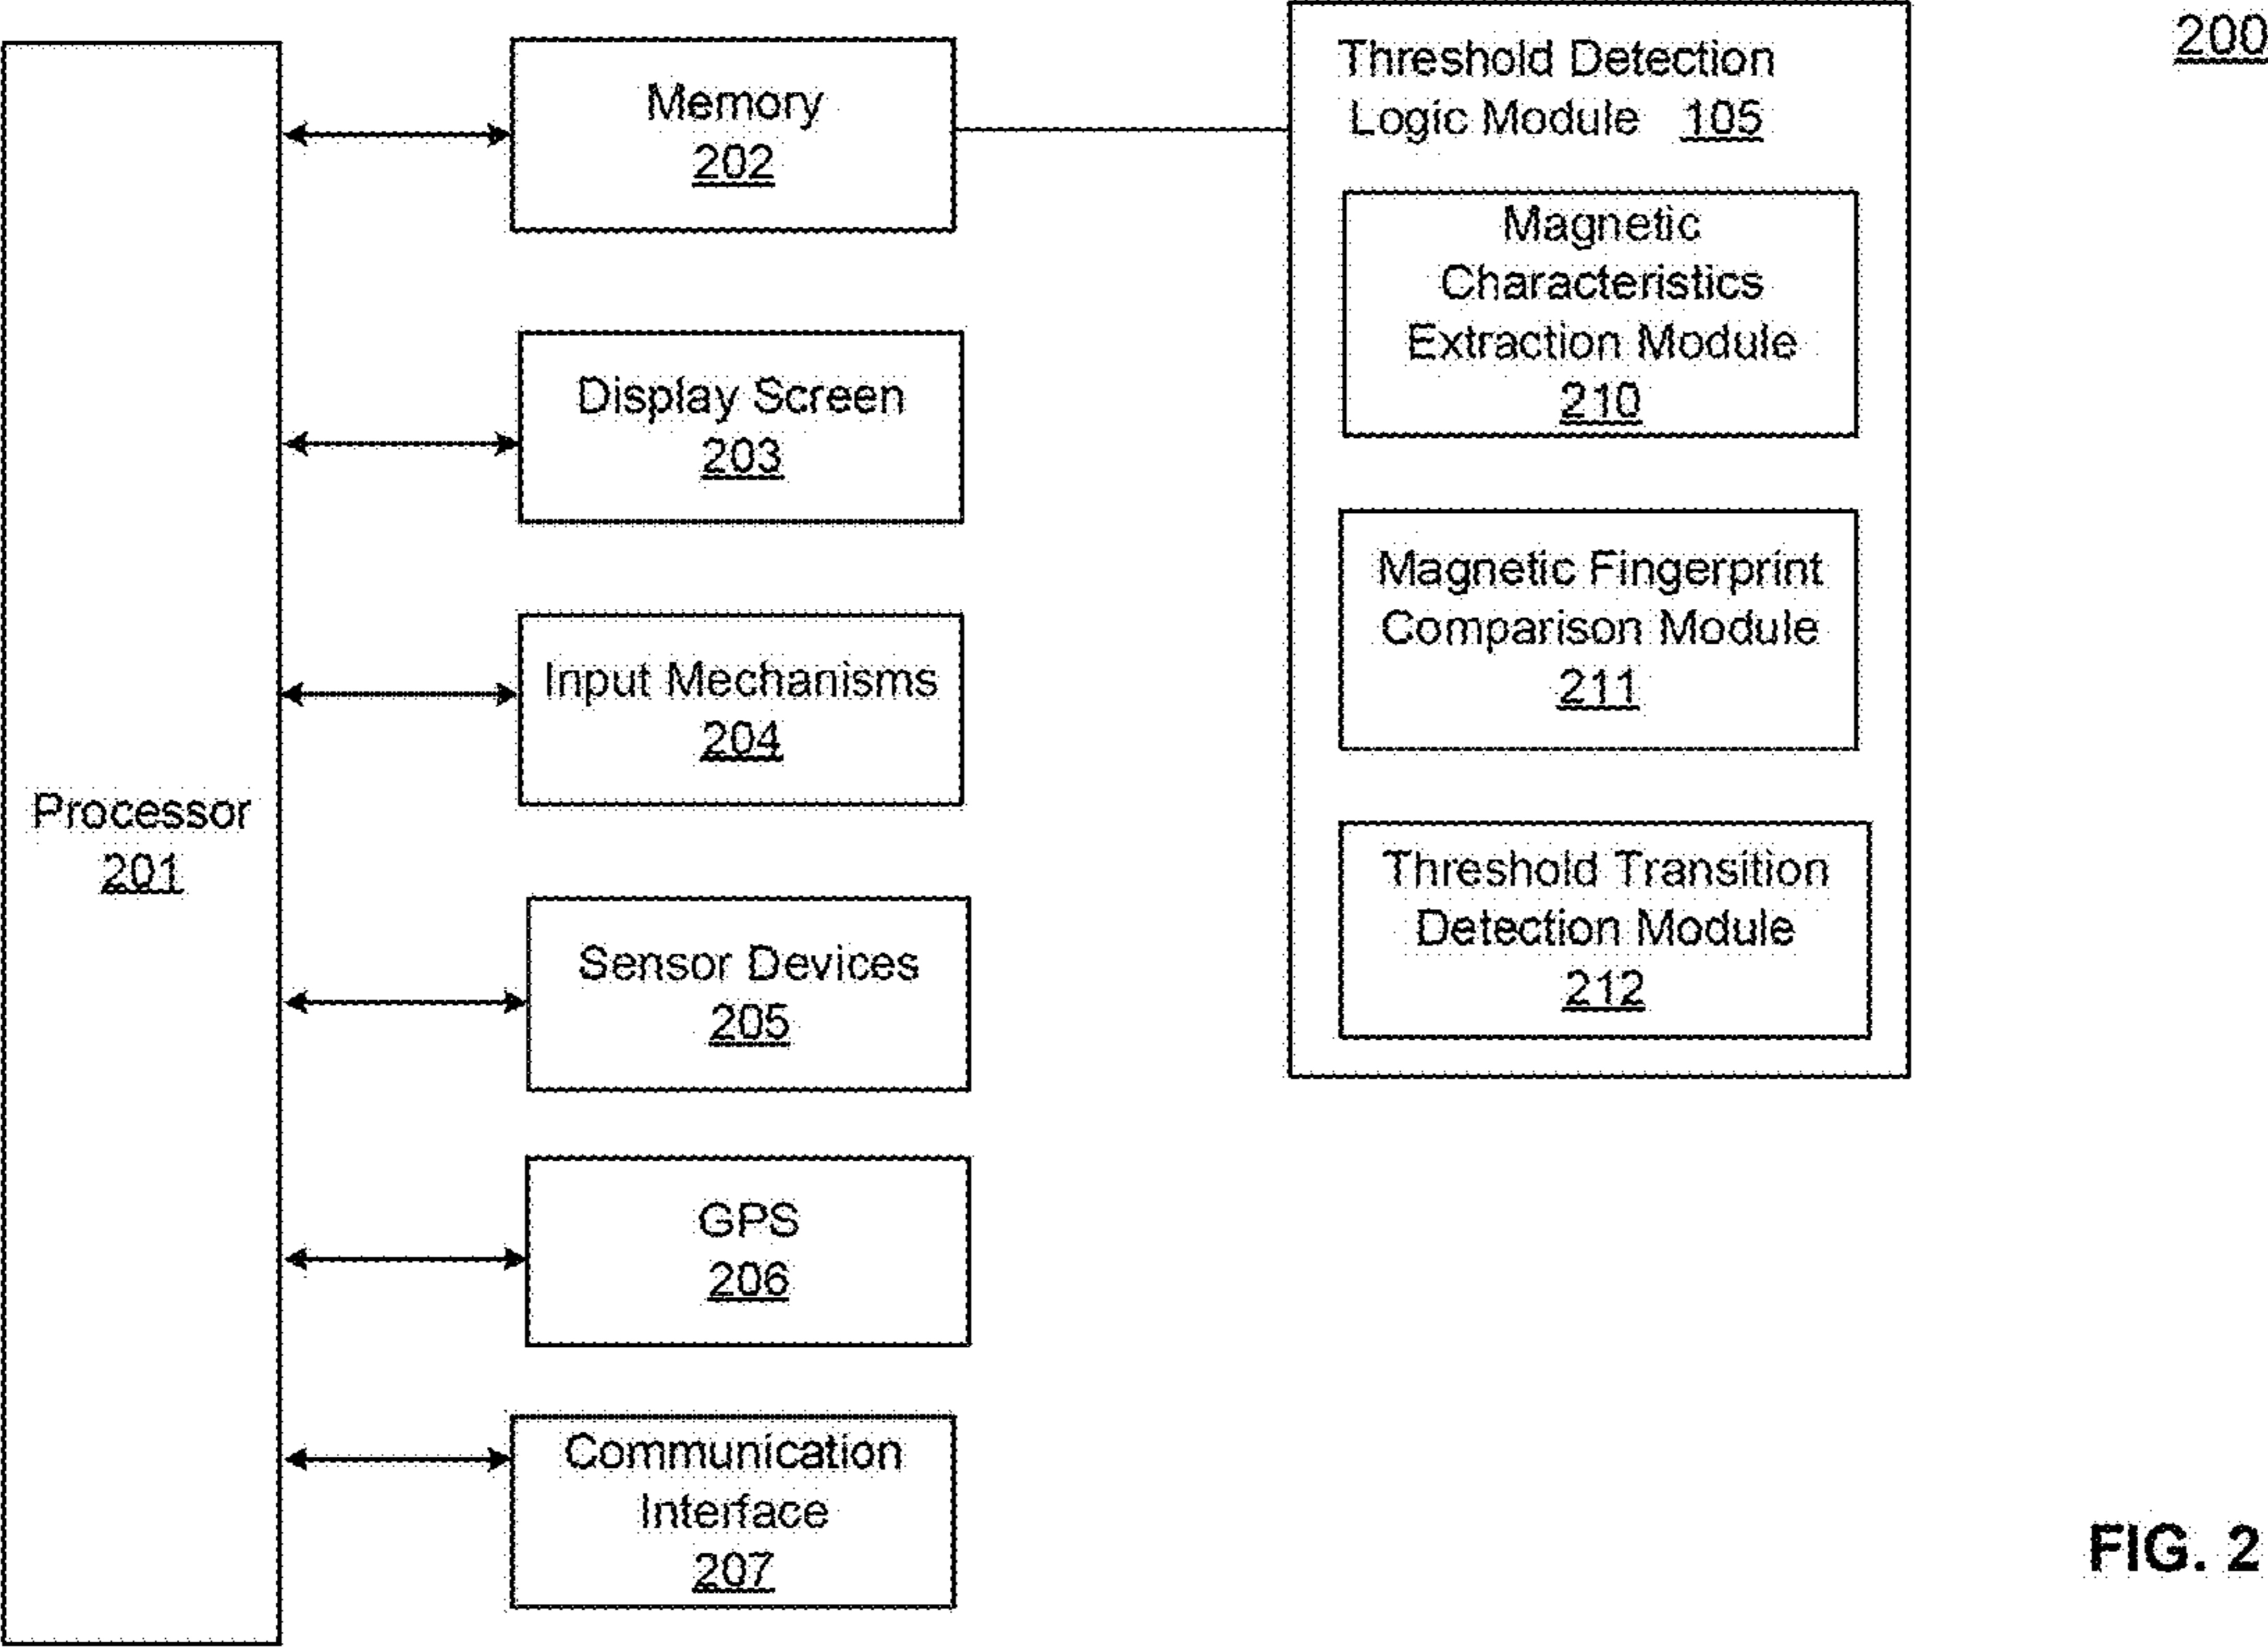 200
Processor
201
Memory
202
Display Screen
203
Input Mechanisms
204
Sensor Devices
205
GPS
206
Communication
Interface
207
Threshold Detection
Logic Module 105
Magnetic
Characteristics
Extraction Module
210
Magnetic Fingerprint
Comparison Module
211
Threshold Transition
Detection Module
212
FIG. 2